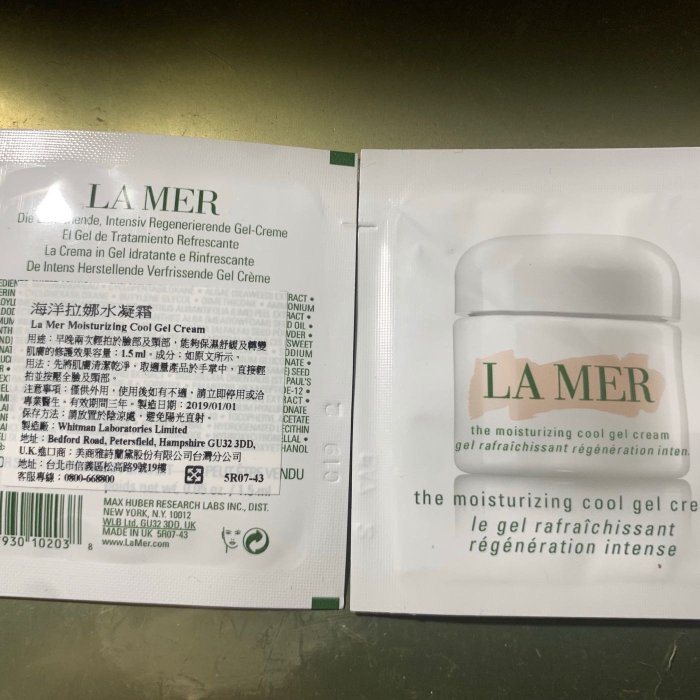 LA MER
Intensiv Regenerierende Gel-Creme
El Gel de Tratamiento Refrescante
La Crema in Gel Idratante e Rinfrescante
De Intens Herstellende Verfrissende Gel Crème
海洋拉娜水凝霜
La Mer Moisturizing Cool Gel Cream
用途:早晚兩次輕拍於臉部及頸部,能夠保濕舒緩及轉變
肌膚的修護效果容量:1.5ml。成分:如原文所示。
用法:先將肌膚清潔乾淨,取適量產品於手掌中,直接輕
拍並按壓全臉及頸部。
注意事項:僅供外用,使用後如有不適,請立即停用或洽
專業醫生。有效期間三年。製造日期:2019/01/01
保存方法:請放置於陰涼處,避免陽光直射。
製造廠:Whitman Laboratories Limited
地址:Bedford Road, Petersfield, Hampshire GU32 3DD,
U.K.進口商:美商雅詩蘭黛股份有限公司台灣分公司
地址:台北市信義區松高路9號19樓
客服專線:0800-668800 5R07-43
MAX HUBER RESEARCH LABS INC., DIST.
NEW YORK, N.Y. 10012
WLB Ltd. GU32 3DD, UK
MADE IN UK 5R07-43
www.LaMer.com
930 10203 8
LA MER
the moisturizing cool gel cream
gel rafraîchissant régénération inten
the moisturizing cool gel cre
le gel rafraîchissant
régénération intense